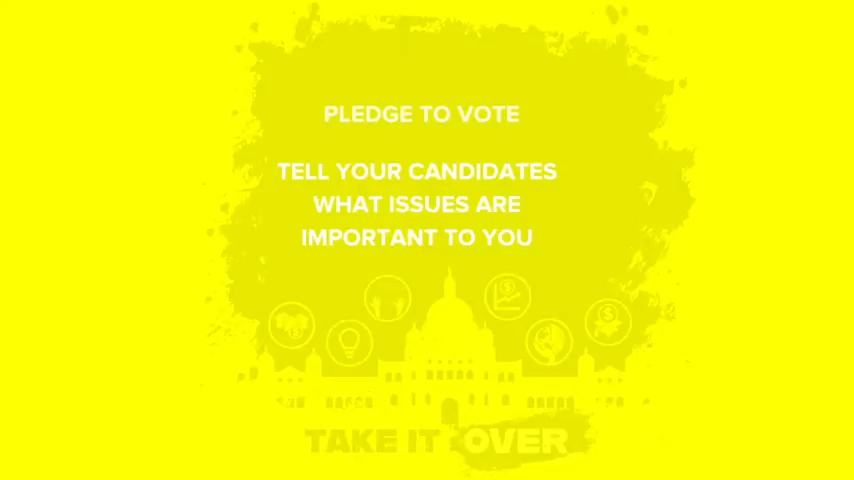 PLEDGE TO VOTE
TELL YOUR CANDIDATES
WHAT ISSUES ARE
IMPORTANT TO YOU
$
$
$
TAKE IT OVER